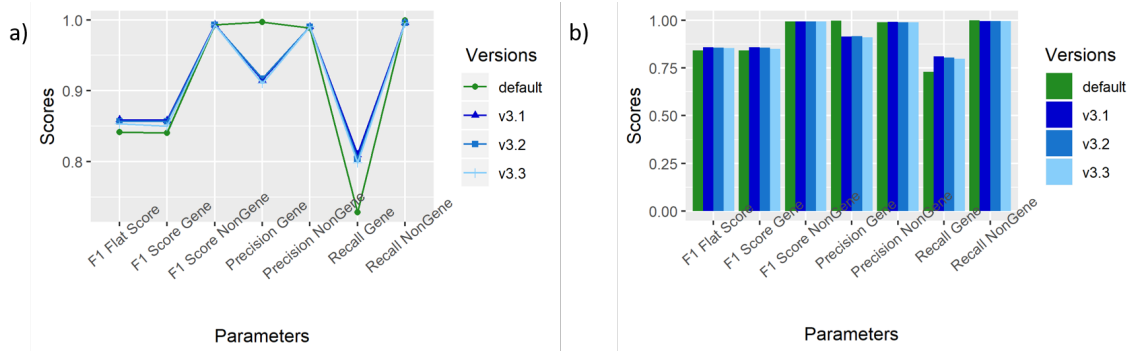 a)
1.0
0.9
0.8
Scores
F1 Flat Score
F1 Score Gene
F1 Score NonGene
Precision Gene
Precision NonGene
Recall Gene
Recall NonGene
Parameters
Versions
default
v3.1
v3.2
v3.3
b)
1.00
0.75
0.50
0.25
0.00
Scores
F1 Flat Score
F1 Score Gene
F1 Score NonGene
Precision Gene
Precision NonGene
Recall Gene
Recall NonGene
Parameters
Versions
default
v3.1
v3.2
v3.3